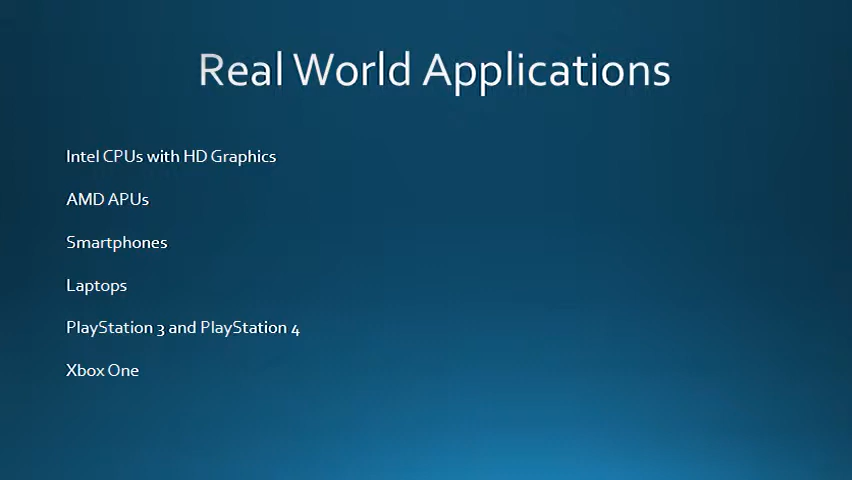 Real World Applications
Intel CPUs with HD Graphics
AMD APUs
Smartphones
Laptops
PlayStation 3 and PlayStation 4
Xbox One